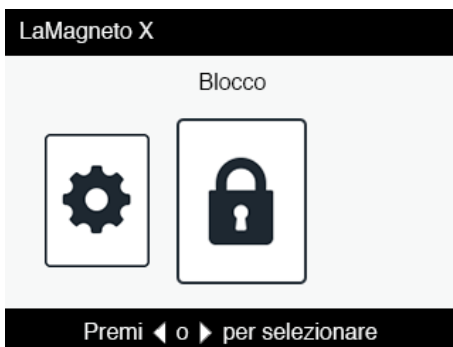 LaMagneto X
Blocco
Premi ◀ o ▶ per selezionare